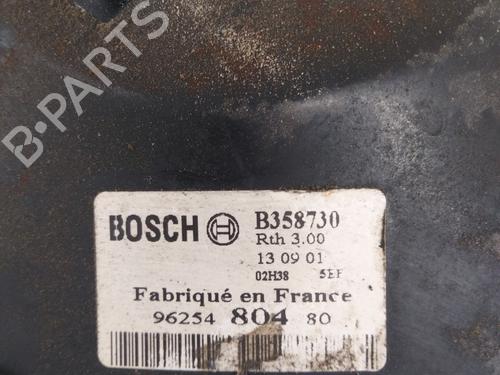 B-PARTS
BOSCH B358730
Rth 3.00
13 09 01
02H38 5EF
Fabriqué en France
96254 804 80